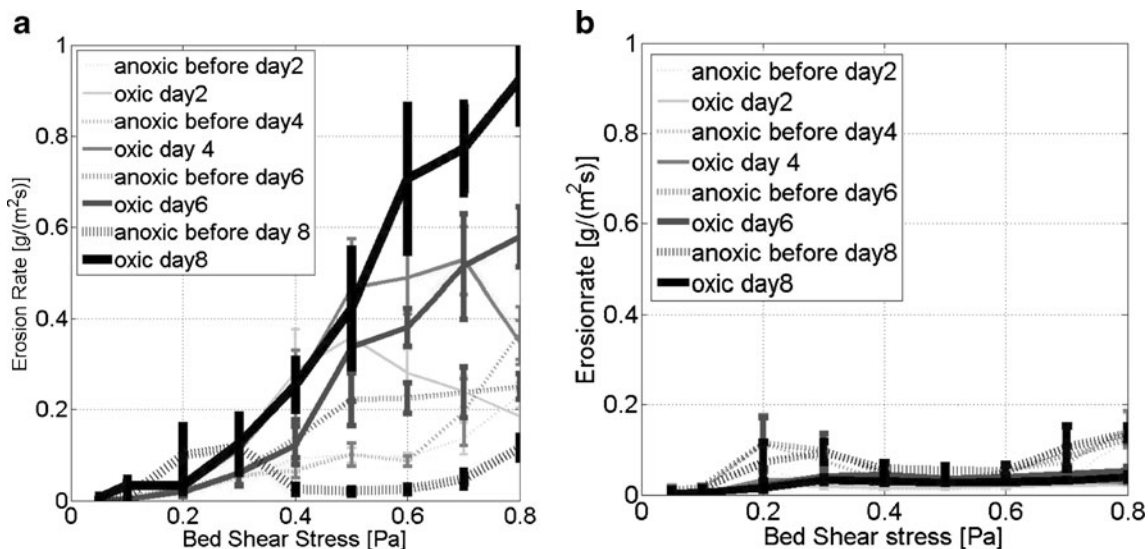 a
1
0.8
0.6
0.4
0.2
0
Erosion Rate [g/(m²s)]
anoxic before day2
oxic day2
anoxic before day4
oxic day 4
anoxic before day6
oxic day6
anoxic before day 8
oxic day8
0 0.2 0.4 0.6 0.8
Bed Shear Stress [Pa]
b
1
0.8
0.6
0.4
0.2
0
Erosionrate [g/(m²s)]
anoxic before day2
oxic day2
anoxic before day4
oxic day 4
anoxic before day6
oxic day6
anoxic before day8
oxic day8
0 0.2 0.4 0.6 0.8
Bed Shear stress [Pa]